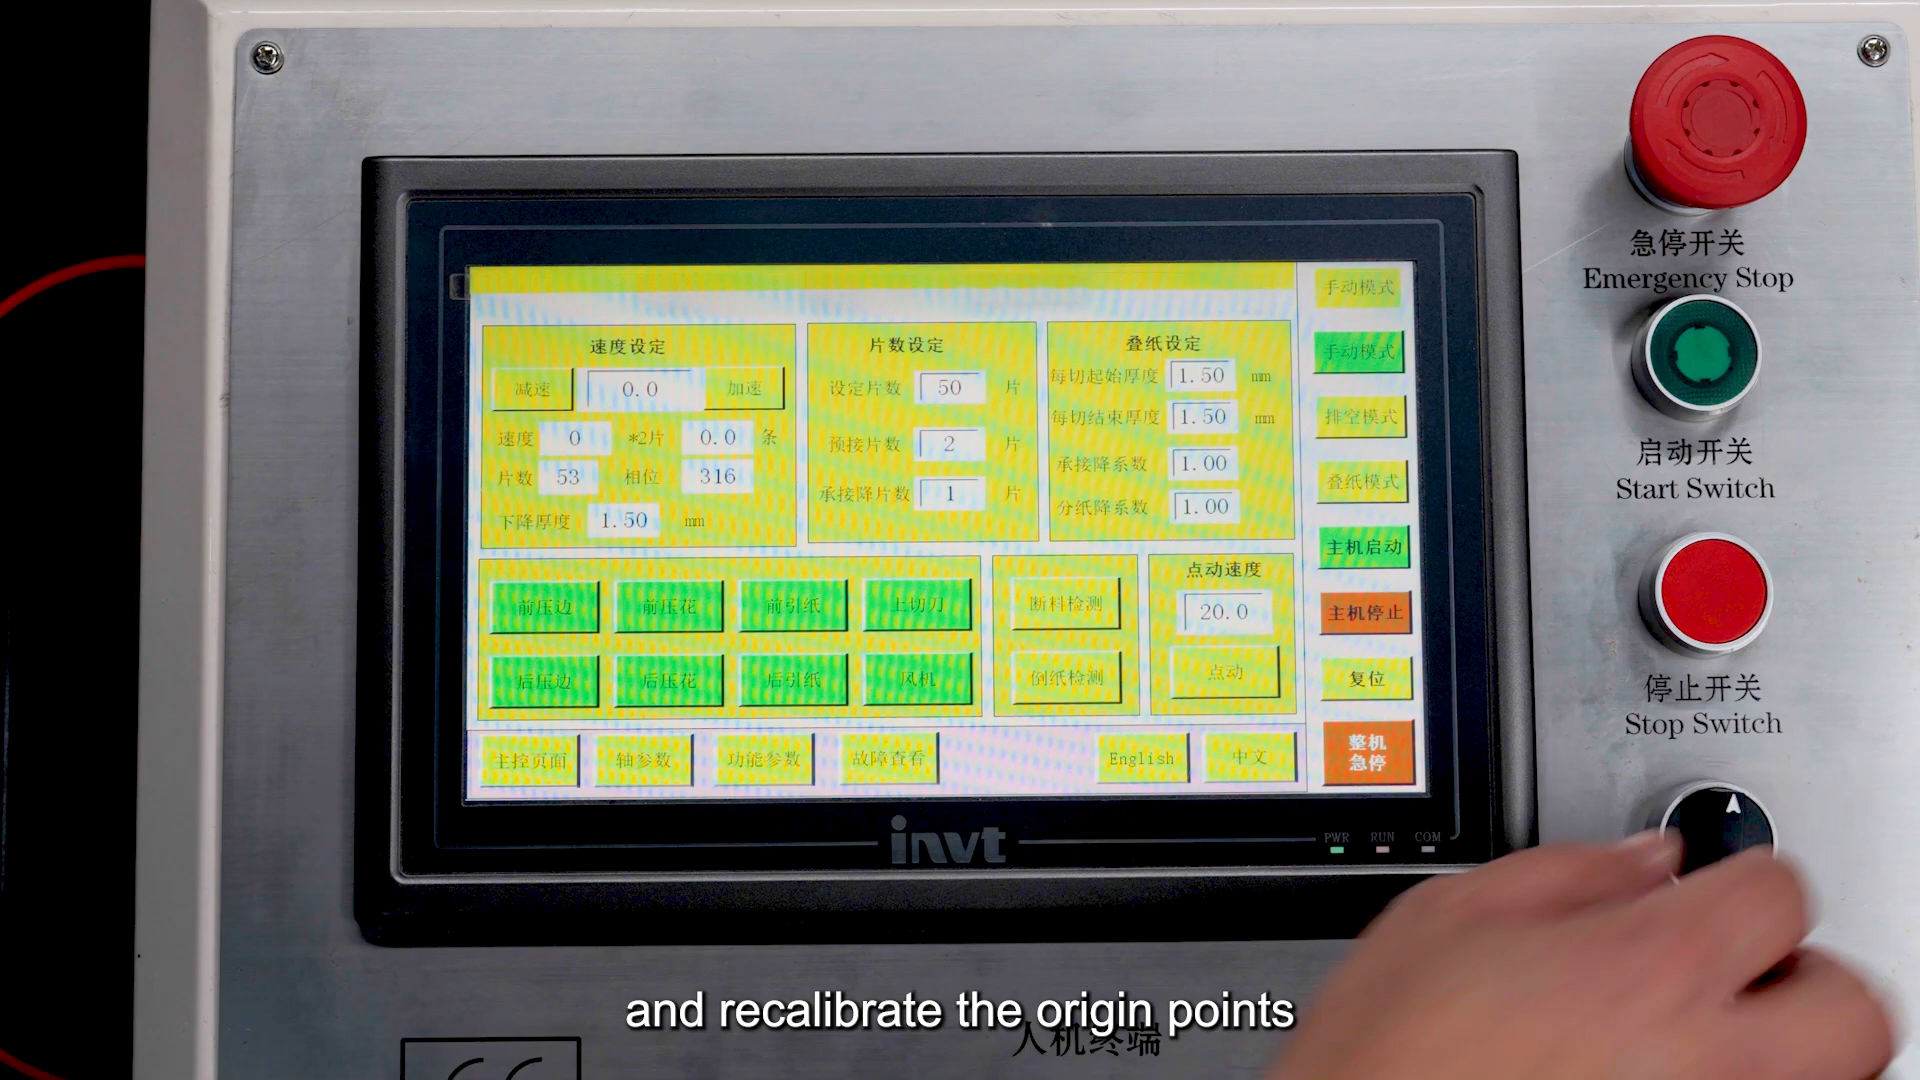 急停开关
Emergency Stop
启动开关
Start Switch
停止开关
Stop Switch
手动模式
手动模式
排空模式
叠纸模式
主机启动
主机停止
复位
整机
急停
速度设定
减速 0.0 加速
速度 0 *2片 0.0 条
片数 53 相位 316
下降厚度 1.50 mm
片数设定
设定片数 50 片
预接片数 2 片
承接降片数 1 片
叠纸设定
每切起始厚度 1.50 mm
每切结束厚度 1.50 mm
承接降系数 1.00
分纸降系数 1.00
前压边 前压花 前引纸 上切刀
后压边 后压花 后引纸 风机
断料检测
倒纸检测
点动速度
20.0
点动
主控页面 轴参数 功能参数 故障查看 English 中文
invt
PWR RUN COM
and recalibrate the origin points
人机终端
CE